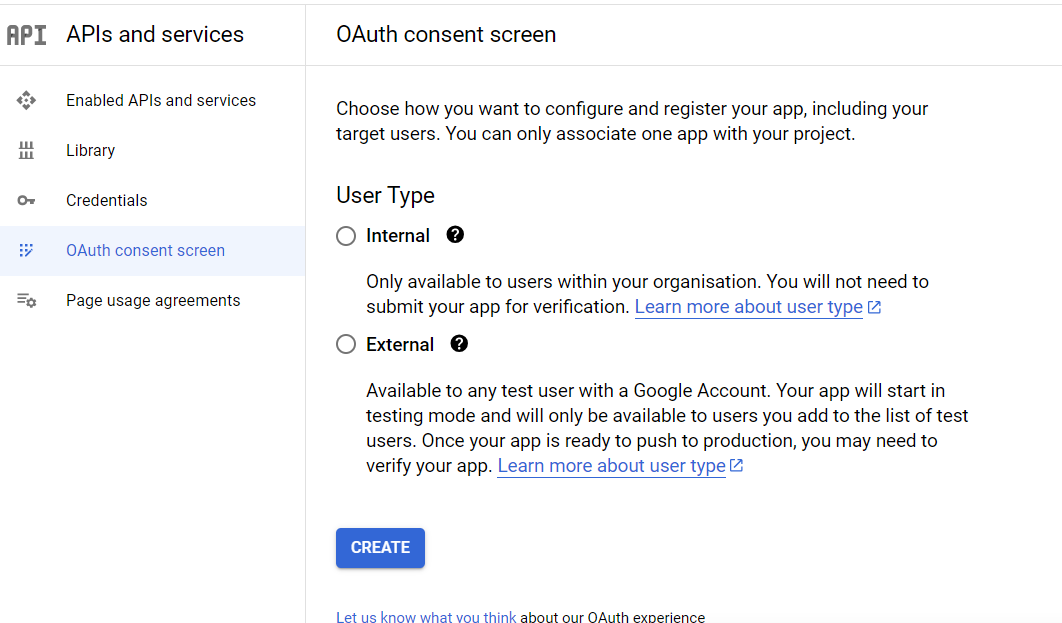 API APIs and services
OAuth consent screen
Enabled APIs and services
Library
Credentials
OAuth consent screen
Page usage agreements
Choose how you want to configure and register your app, including your
target users. You can only associate one app with your project.
User Type
Internal
Only available to users within your organisation. You will not need to
submit your app for verification. Learn more about user type
External
Available to any test user with a Google Account. Your app will start in
testing mode and will only be available to users you add to the list of test
users. Once your app is ready to push to production, you may need to
verify your app. Learn more about user type
CREATE
Let us know what you think about our OAuth experience